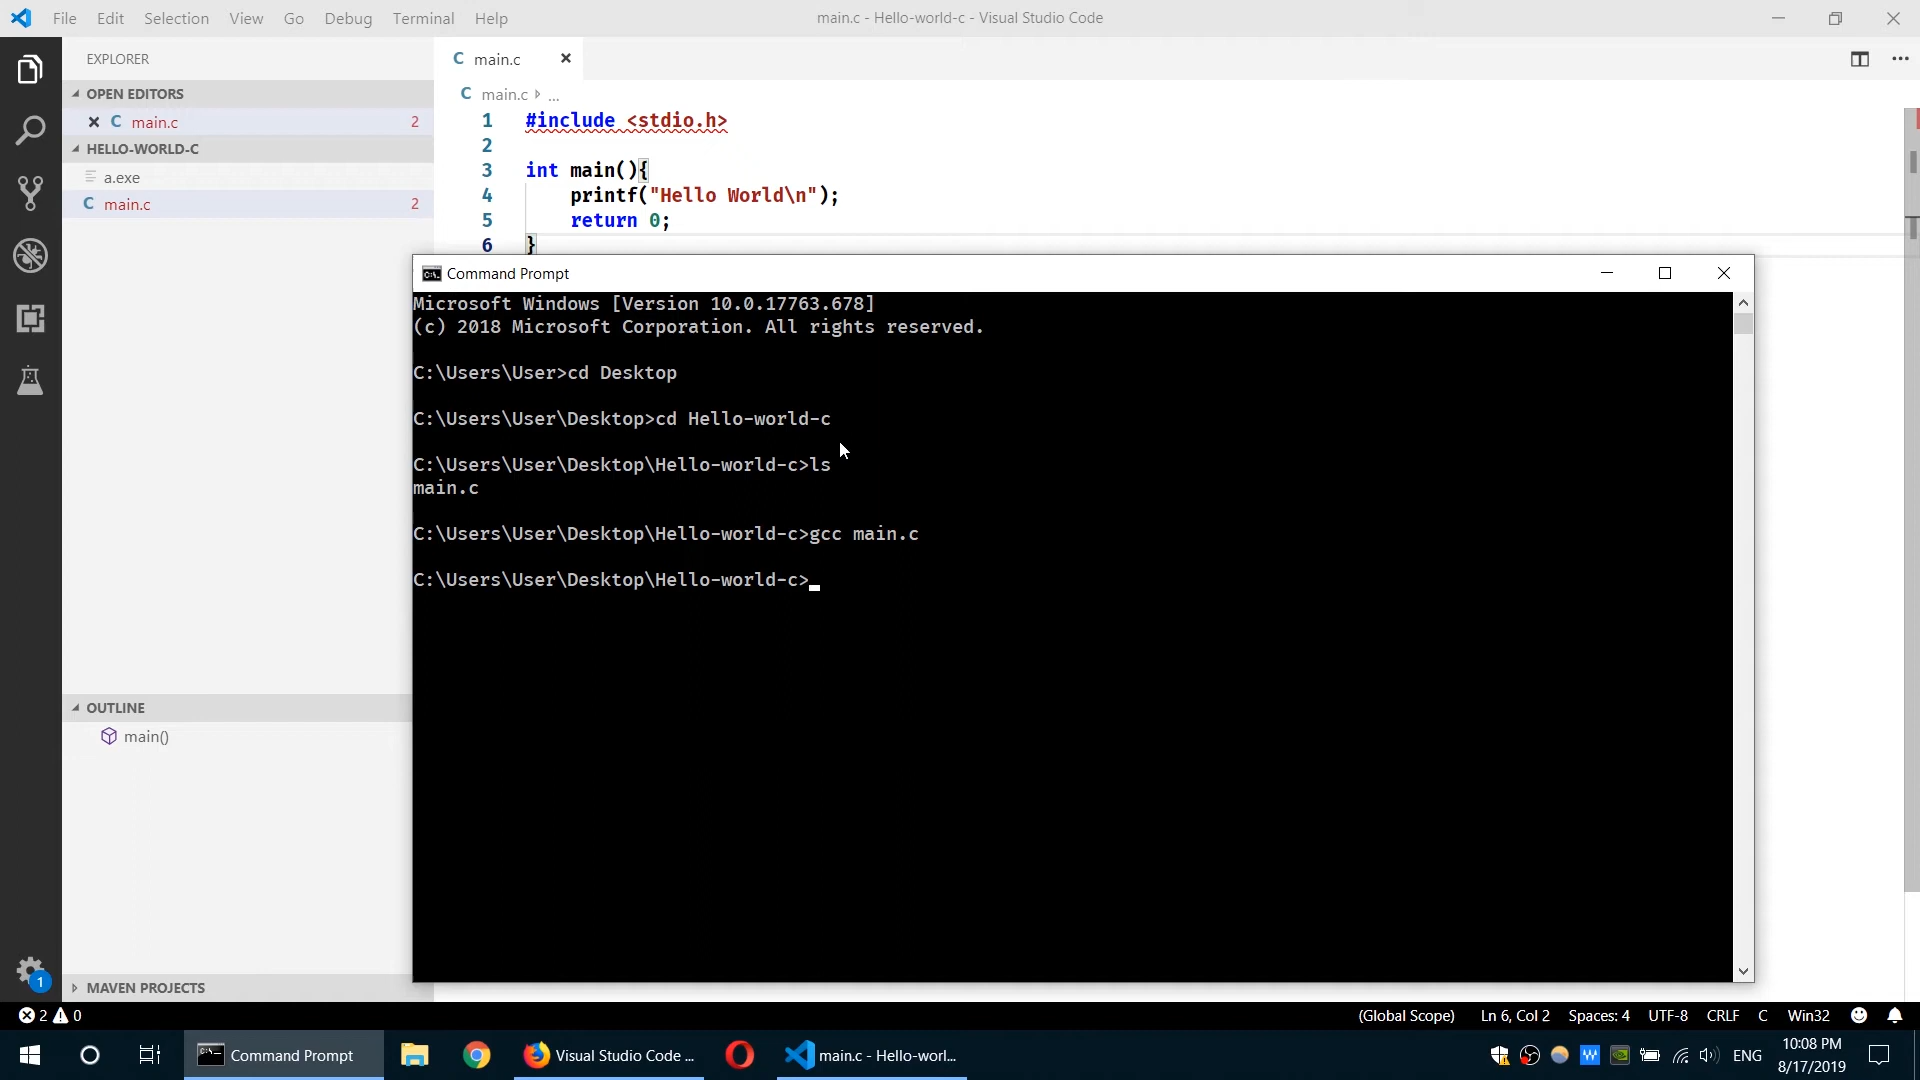 File Edit Selection View Go Debug Terminal Help
main.c - Hello-world-c - Visual Studio Code
EXPLORER
OPEN EDITORS
main.c 2
HELLO-WORLD-C
a.exe
main.c 2
OUTLINE
main()
MAVEN PROJECTS
1
main.c
main.c ...
1 #include <stdio.h>
2
3 int main(){
4 printf("Hello World\n");
5 return 0;
6 }
Command Prompt
Microsoft Windows [Version 10.0.17763.678]
(c) 2018 Microsoft Corporation. All rights reserved.
C:\Users\User>cd Desktop
C:\Users\User\Desktop>cd Hello-world-c
C:\Users\User\Desktop\Hello-world-c>ls
main.c
C:\Users\User\Desktop\Hello-world-c>gcc main.c
C:\Users\User\Desktop\Hello-world-c>
2 0
(Global Scope) Ln 6, Col 2 Spaces: 4 UTF-8 CRLF C Win32
Command Prompt
Visual Studio Code ...
main.c - Hello-worl...
ENG
10:08 PM
8/17/2019